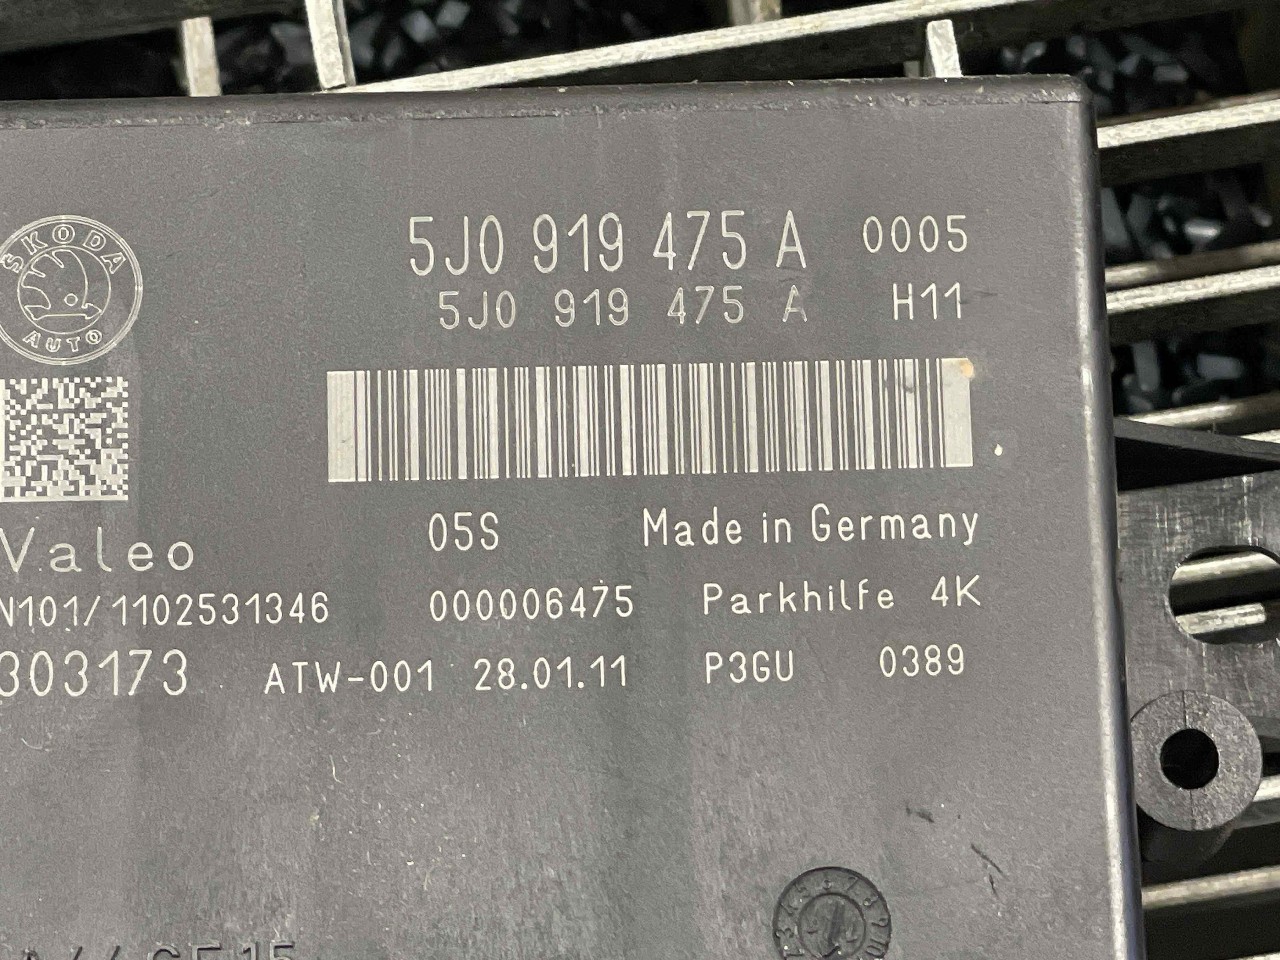 5J0 919 475 A 0005
5J0 919 475 A H11
SKODA
AUTO
Valeo 05S Made in Germany
N101/1102531346 000006475 Parkhilfe 4K
303173 ATW-001 28.01.11 P3GU 0389